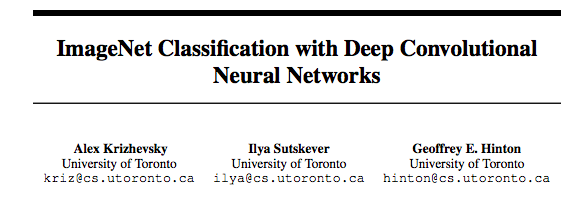 ImageNet Classification with Deep Convolutional
Neural Networks
Alex Krizhevsky Ilya Sutskever Geoffrey E. Hinton
University of Toronto University of Toronto University of Toronto
kriz@cs.utoronto.ca ilya@cs.utoronto.ca hinton@cs.utoronto.ca